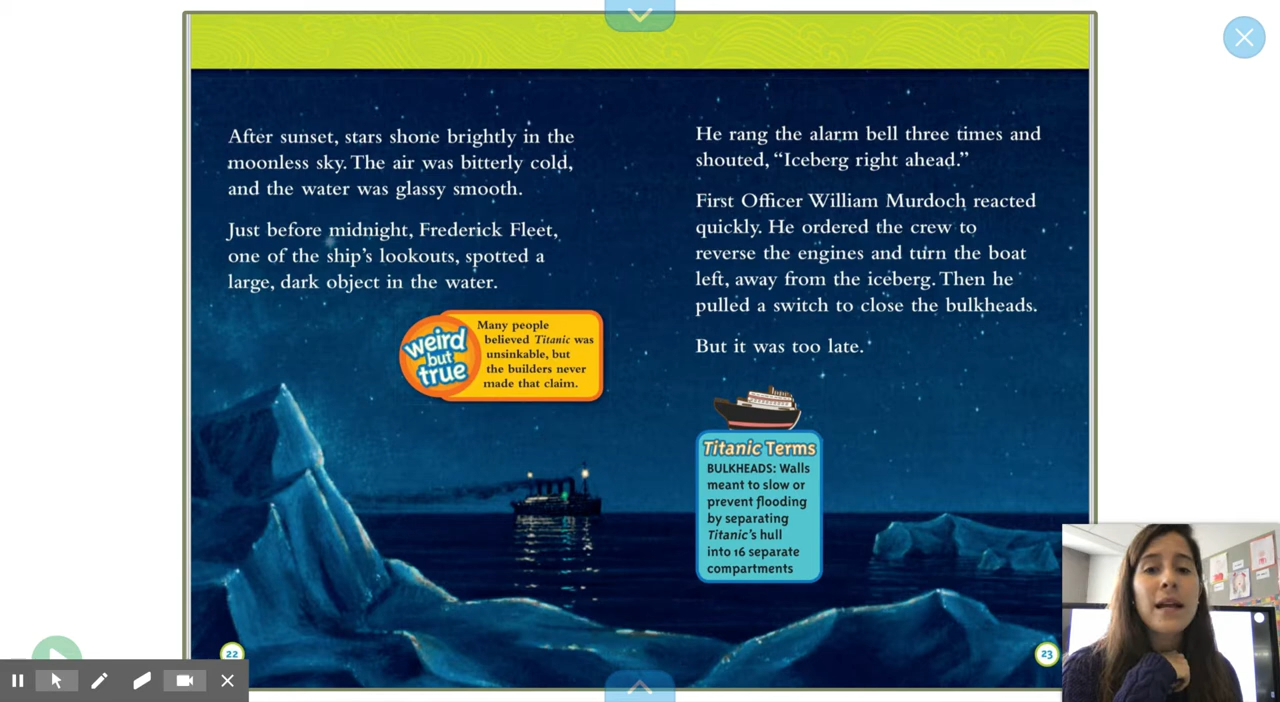 After sunset, stars shone brightly in the
moonless sky. The air was bitterly cold,
and the water was glassy smooth.
Just before midnight, Frederick Fleet,
one of the ship's lookouts, spotted a
large, dark object in the water.
weird
but
true
Many people
believed Titanic was
unsinkable, but
the builders never
made that claim.
22
He rang the alarm bell three times and
shouted, “Iceberg right ahead.”
First Officer William Murdoch reacted
quickly. He ordered the crew to
reverse the engines and turn the boat
left, away from the iceberg. Then he
pulled a switch to close the bulkheads.
But it was too late.
Titanic Terms
BULKHEADS: Walls
meant to slow or
prevent flooding
by separating
Titanic's hull
into 16 separate
compartments
23